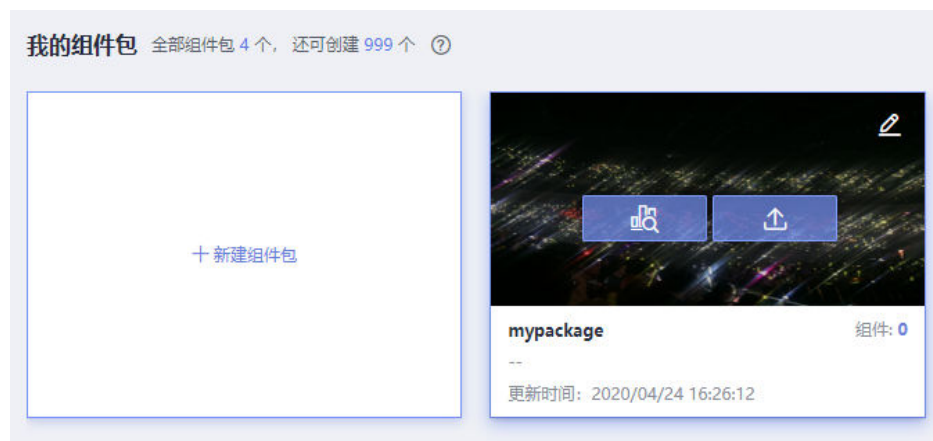 我的组件包 全部组件包 4 个, 还可创建 999 个 ?
+ 新建组件包
mypackage 组件: 0
--
更新时间: 2020/04/24 16:26:12